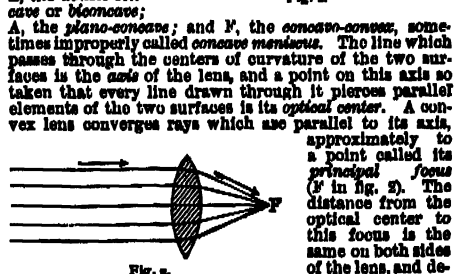 cave or biconcave;
A, the plano-concave; and F, the concavo-convex, some-
times improperly called concave meniscus. The line which
passes through the centers of curvature of the two sur-
faces is the axis of the lens, and a point on this axis so
taken that every line drawn through it pierces parallel
elements of the two surfaces is its optical center. A con-
vex lens converges rays which are parallel to its axis,
approximately to
a point called its
principal focus
(F in fig. 2). The
distance from the
optical center to
this focus is the
same on both sides
of the lens, and de-
F
Fig. 2.